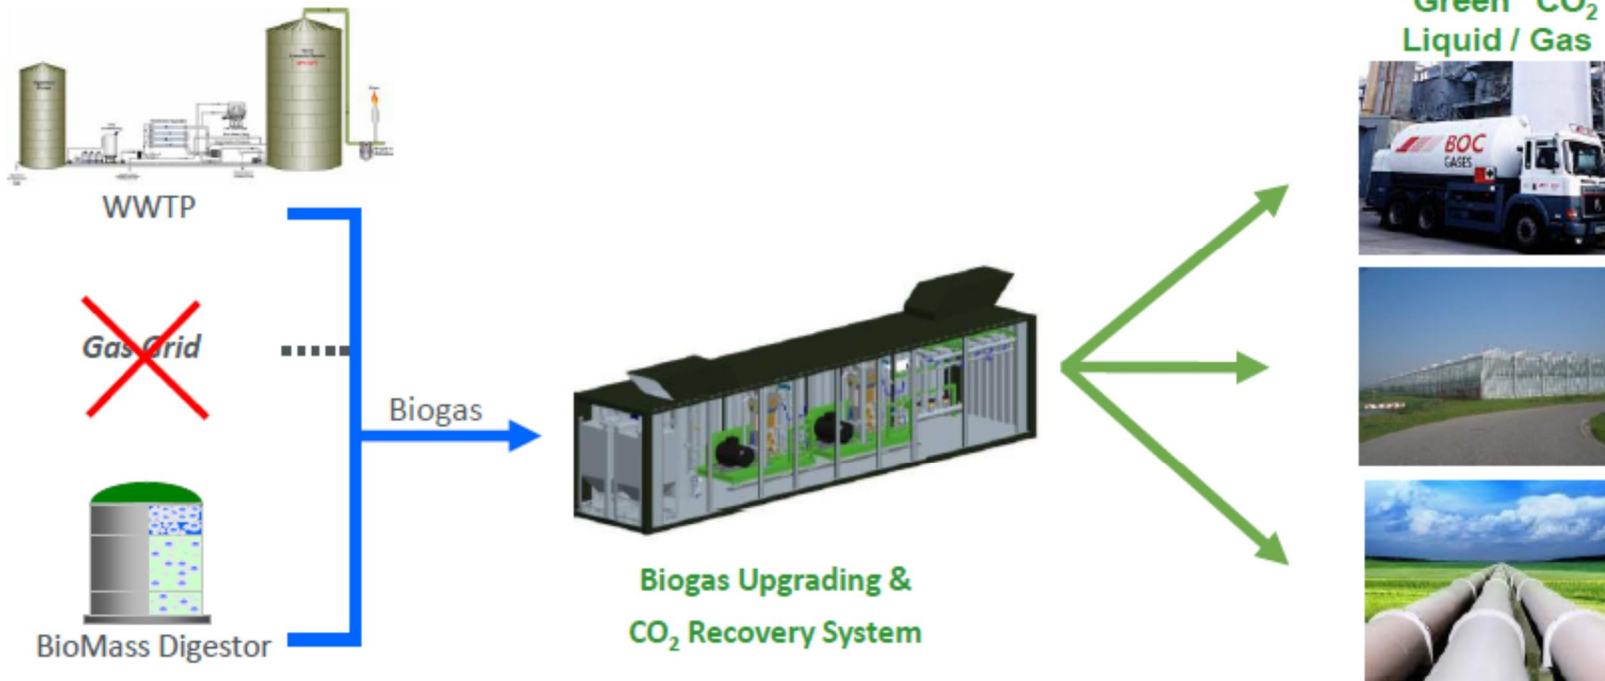 Green CO₂
Liquid / Gas
BOC
GASES
WWTP
Gas Grid
Biogas
Biogas Upgrading &
CO₂ Recovery System
BioMass Digestor